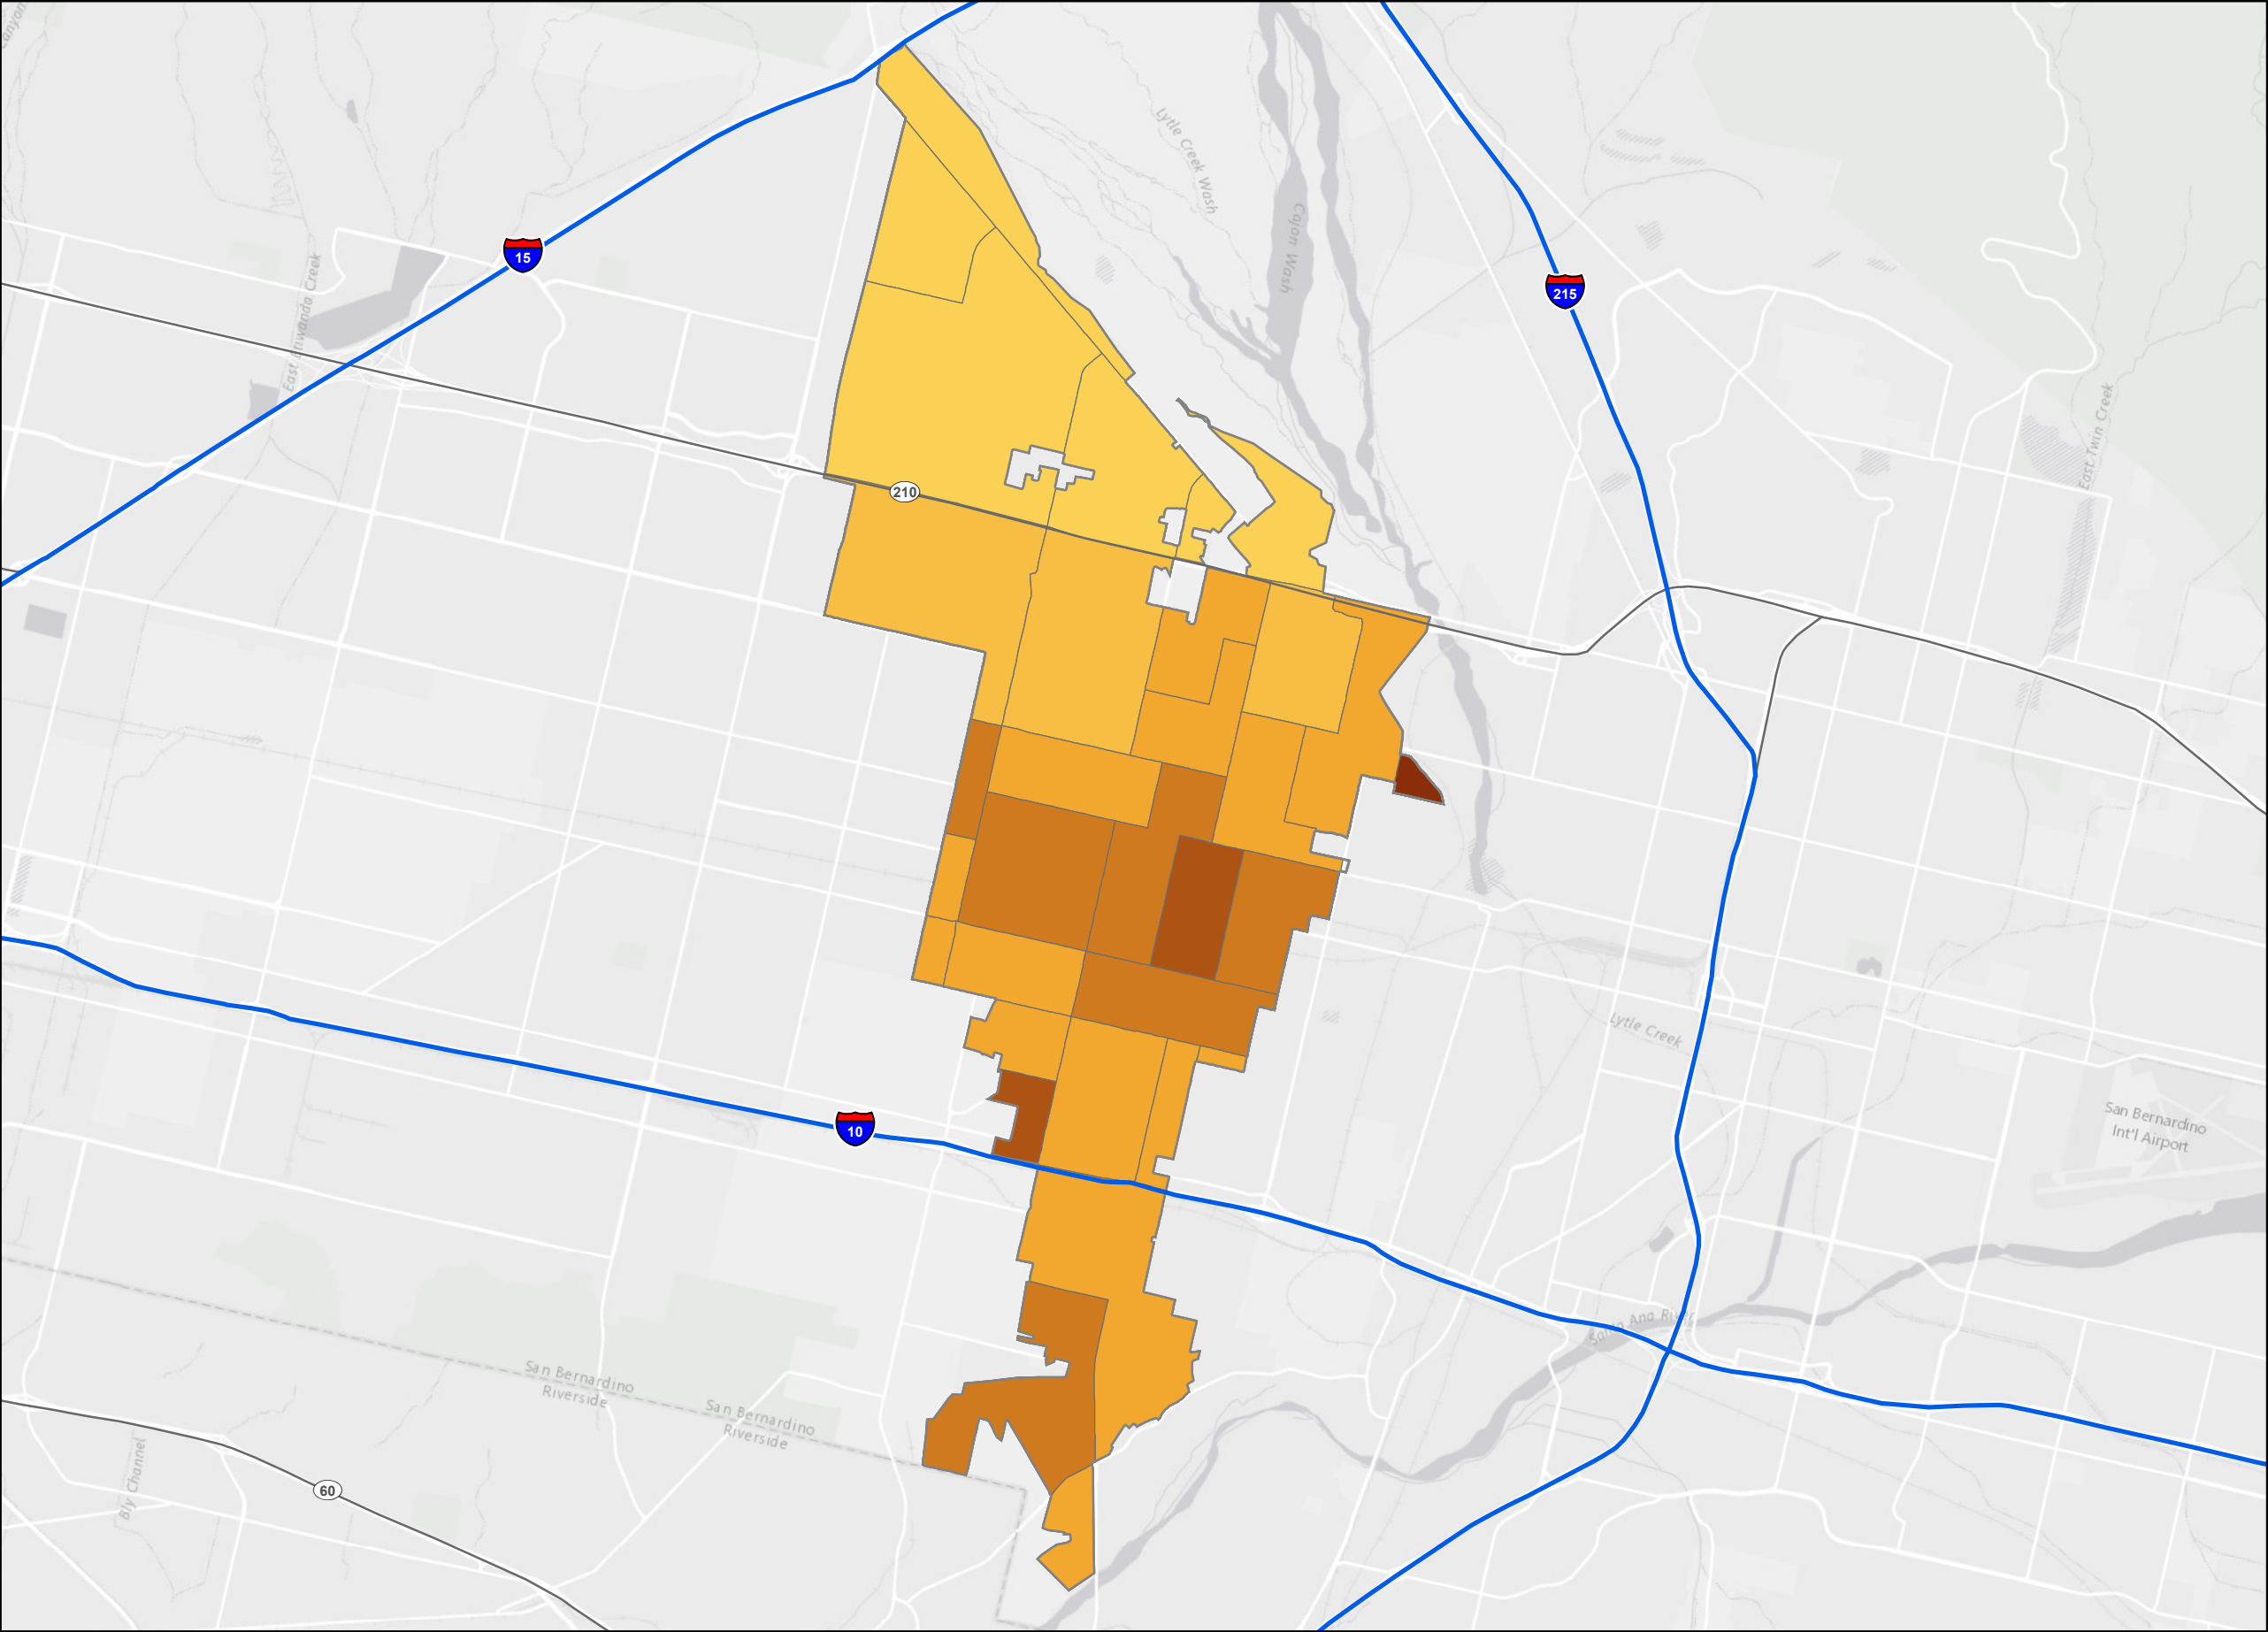 Canyon
Lytle Creek Wash
Cajon Wash
15
East Etiwanda Creek
215
210
East Twin Creek
Lytle Creek
10
San Bernardino
Int'l Airport
Santa Ana River
San Bernardino
Riverside
San Bernardino
Riverside
Bly Channel
60